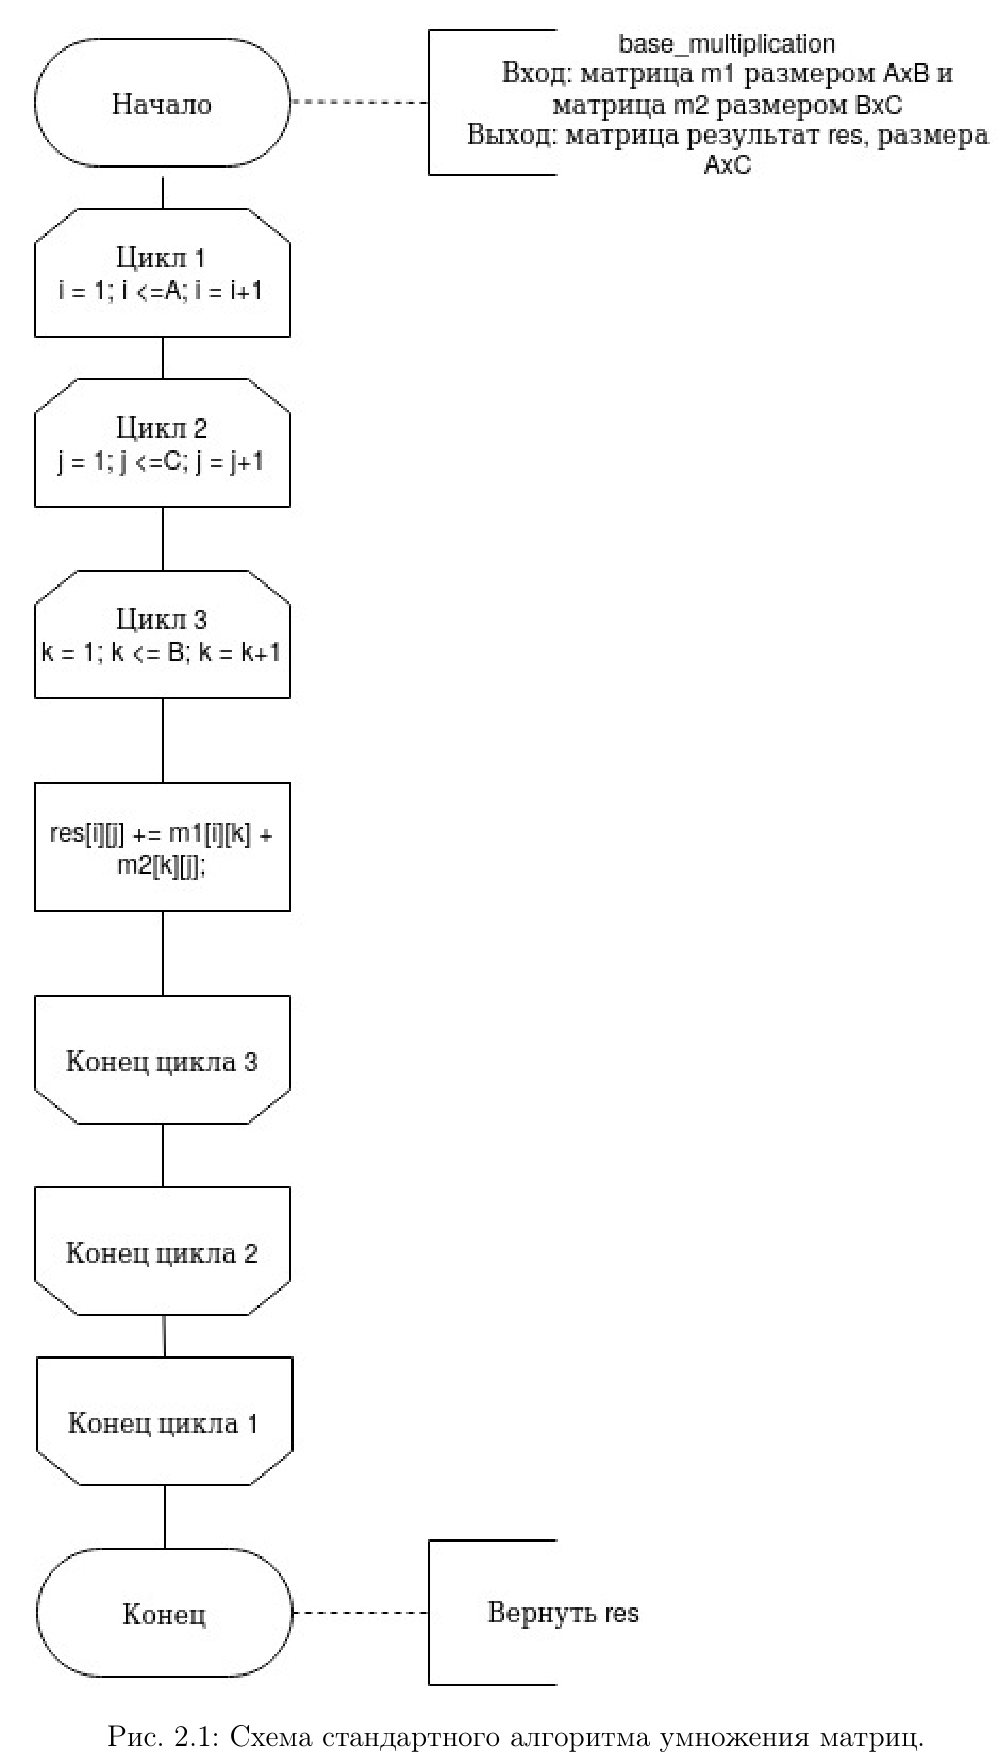 Начало
base_multiplication
Вход: матрица m1 размером AxB и
матрица m2 размером BxC
Выход: матрица результат res, размера
AxC
Цикл 1
i = 1; i <=A; i = i+1
Цикл 2
j = 1; j <=C; j = j+1
Цикл 3
k = 1; k <= B; k = k+1
res[i][j] += m1[i][k] +
m2[k][j];
Конец цикла 3
Конец цикла 2
Конец цикла 1
Конец
Вернуть res
Рис. 2.1: Схема стандартного алгоритма умножения матриц.